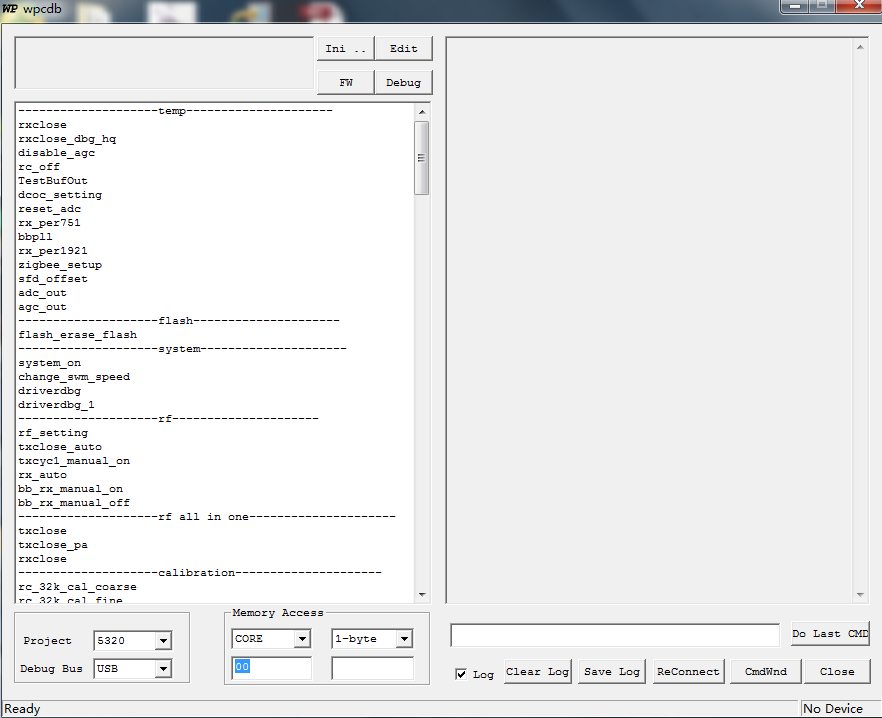 WP wpcdb
Ini ..
Edit
FW
Debug
--------------------temp---------------------
rxclose
rxclose_dbg_hq
disable_agc
rc_off
TestBufOut
dcoc_setting
reset_adc
rx_per751
bbpll
rx_per1921
zigbee_setup
sfd_offset
adc_out
agc_out
--------------------flash---------------------
flash_erase_flash
--------------------system---------------------
system_on
change_swm_speed
driverdbg
driverdbg_1
--------------------rf---------------------
rf_setting
txclose_auto
txcyc1_manual_on
rx_auto
bb_rx_manual_on
bb_rx_manual_off
--------------------rf all in one---------------------
txclose
txclose_pa
rxclose
--------------------calibration---------------------
rc_32k_cal_coarse
rc_32k_cal_fine
Project
5320
Debug Bus
USB
Memory Access
CORE
1-byte
00
Do Last CMD
Log
Clear Log
Save Log
ReConnect
CmdWnd
Close
Ready
No Device